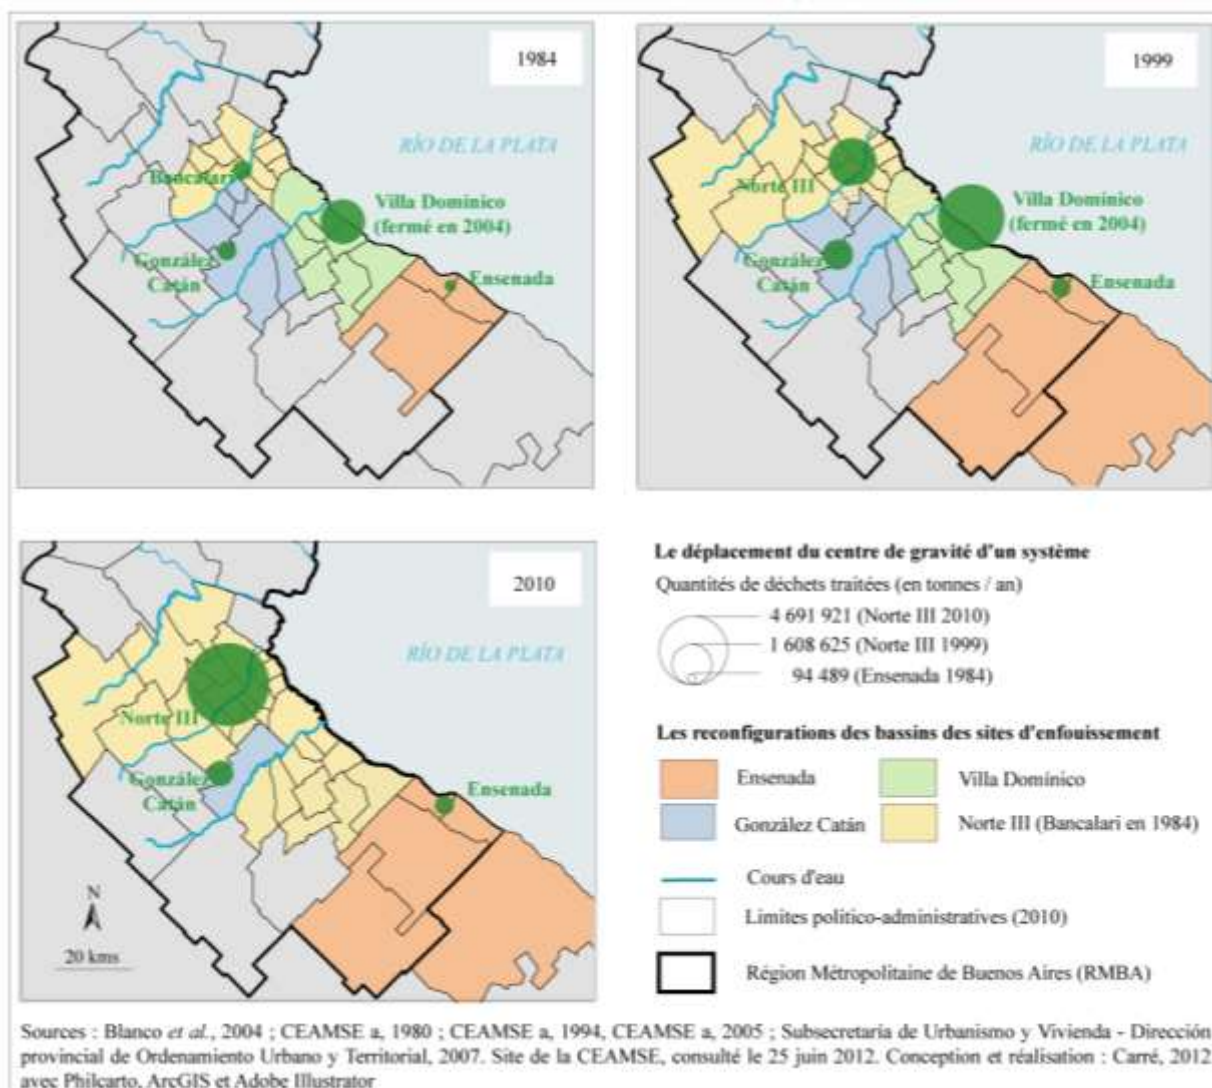 1984
RÍO DE LA PLATA
Bancalari
Villa Domínico
(fermé en 2004)
González
Catán
Ensenada
1999
RÍO DE LA PLATA
Norte III
Villa Domínico
(fermé en 2004)
González
Catán
Ensenada
2010
RÍO DE LA PLATA
Norte III
González
Catán
Ensenada
N
20 kms
Le déplacement du centre de gravité d'un système
Quantités de déchets traitées (en tonnes / an)
4 691 921 (Norte III 2010)
1 608 625 (Norte III 1999)
94 489 (Ensenada 1984)
Les reconfigurations des bassins des sites d'enfouissement
Ensenada
Villa Domínico
González Catán
Norte III (Bancalari en 1984)
Cours d'eau
Limites político-administratives (2010)
Région Métropolitaine de Buenos Aires (RMBA)
Sources : Blanco et al., 2004 ; CEAMSE a, 1980 ; CEAMSE a, 1994, CEAMSE a, 2005 ; Subsecretaría de Urbanismo y Vivienda - Dirección
provincial de Ordenamiento Urbano y Territorial, 2007. Site de la CEAMSE, consulté le 25 juin 2012. Conception et réalisation : Carré, 2012
avec Philcarto, ArcGIS et Adobe Illustrator